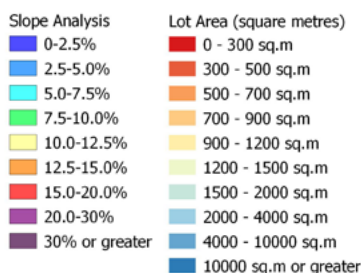 Slope Analysis
0-2.5%
2.5-5.0%
5.0-7.5%
7.5-10.0%
10.0-12.5%
12.5-15.0%
15.0-20.0%
20.0-30%
30% or greater
Lot Area (square metres)
0 - 300 sq.m
300 - 500 sq.m
500 - 700 sq.m
700 - 900 sq.m
900 - 1200 sq.m
1200 - 1500 sq.m
1500 - 2000 sq.m
2000 - 4000 sq.m
4000 - 10000 sq.m
10000 sq.m or greater